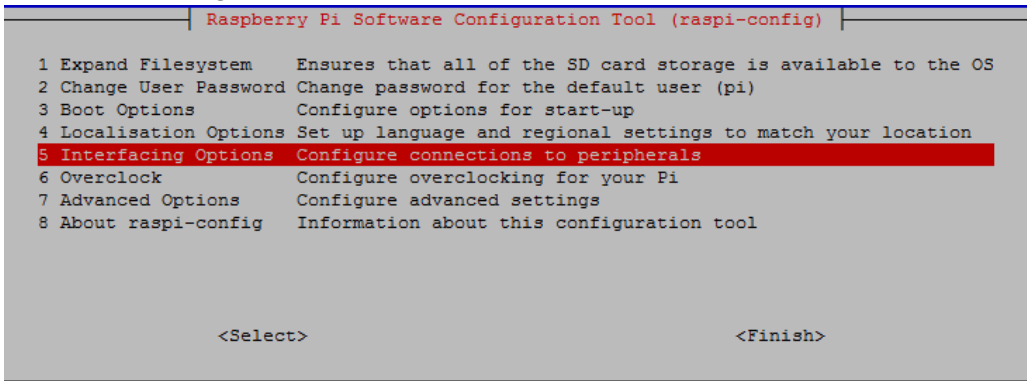 Raspberry Pi Software Configuration Tool (raspi-config)
1 Expand Filesystem Ensures that all of the SD card storage is available to the OS
2 Change User Password Change password for the default user (pi)
3 Boot Options Configure options for start-up
4 Localisation Options Set up language and regional settings to match your location
5 Interfacing Options Configure connections to peripherals
6 Overclock Configure overclocking for your Pi
7 Advanced Options Configure advanced settings
8 About raspi-config Information about this configuration tool
<Select> <Finish>